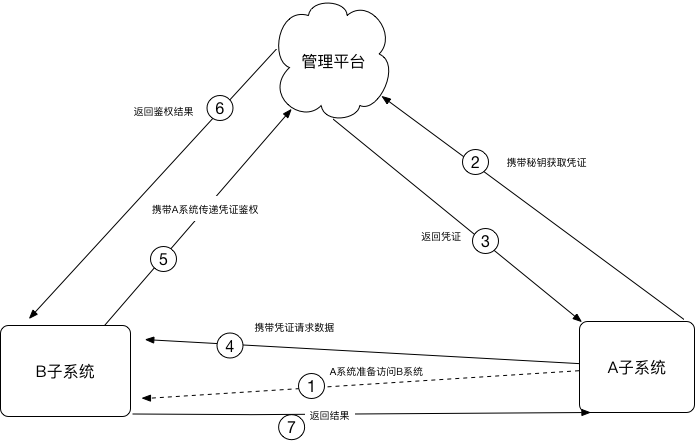 管理平台
6
返回鉴权结果
2
携带秘钥获取凭证
携带A系统传递凭证鉴权
返回凭证
3
5
携带凭证请求数据
4
B子系统
A子系统
A系统准备访问B系统
1
返回结果
7